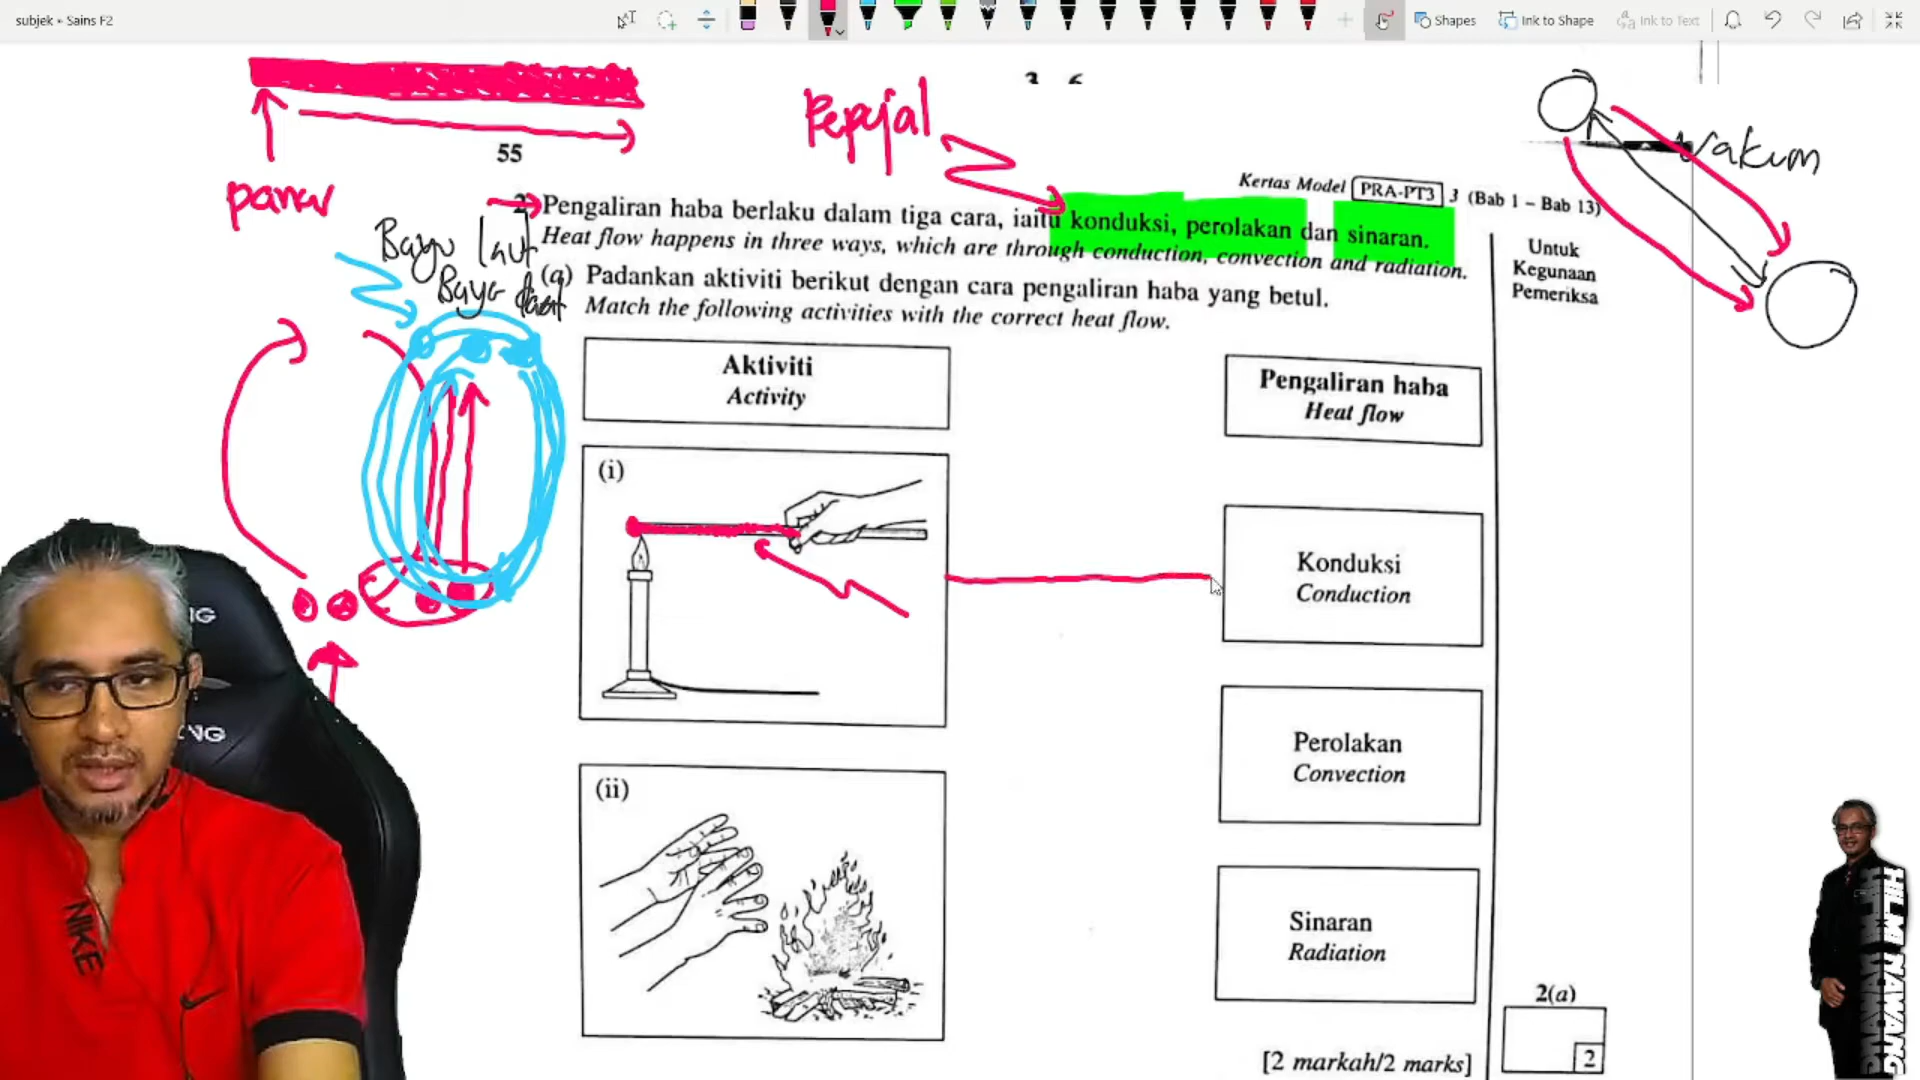 subjek - Sains F2
Shapes
Ink to Shape
Ink to Text
Pepejal
vakum
55
panas
Kertas Model PRA-PT3 3 (Bab 1 – Bab 13)
2 Pengaliran haba berlaku dalam tiga cara, iaitu konduksi, perolakan dan sinaran.
Heat flow happens in three ways, which are through conduction, convection and radiation.
Bayu laut
Bayu darat
(a) Padankan aktiviti berikut dengan cara pengaliran haba yang betul.
Match the following activities with the correct heat flow.
Untuk
Kegunaan
Pemeriksa
Aktiviti
Activity
Pengaliran haba
Heat flow
(i)
Konduksi
Conduction
Perolakan
Convection
(ii)
Sinaran
Radiation
2(a)
2
[2 markah/2 marks]
NIKE
HILMI NAYANG